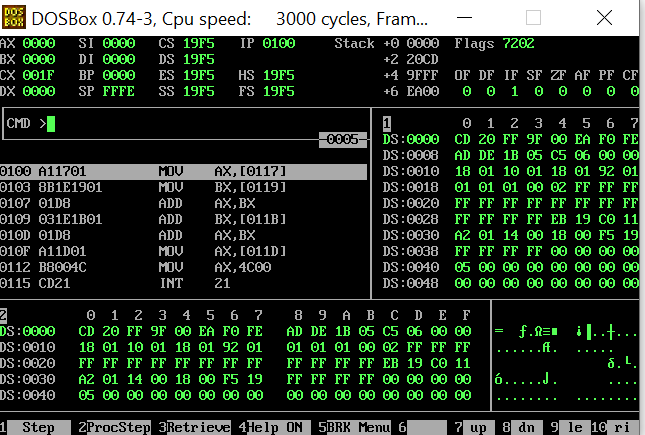 DOSBox 0.74-3, Cpu speed: 3000 cycles, Fram...
AX 0000 SI 0000 CS 19F5 IP 0100 Stack +0 0000 Flags 7202
BX 0000 DI 0000 DS 19F5 +2 20CD
CX 001F BP 0000 ES 19F5 HS 19F5 +4 9FFF OF DF IF SF ZF AF PF CF
DX 0000 SP FFFE SS 19F5 FS 19F5 +6 EA00 0 0 1 0 0 0 0 0
CMD >
0005
1 0 1 2 3 4 5 6 7
DS:0000 CD 20 FF 9F 00 EA F0 FE
DS:0008 AD DE 1B 05 C5 06 00 00
0100 A11701 MOV AX,[0117] DS:0010 18 01 10 01 18 01 92 01
0103 8B1E1901 MOV BX,[0119] DS:0018 01 01 01 00 02 FF FF FF
0107 01D8 ADD AX,BX DS:0020 FF FF FF FF FF FF FF FF
0109 031E1B01 ADD BX,[011B] DS:0028 FF FF FF FF EB 19 C0 11
010D 01D8 ADD AX,BX DS:0030 A2 01 14 00 18 00 F5 19
010F A11D01 MOV AX,[011D] DS:0038 FF FF FF FF 00 00 00 00
0112 B8004C MOV AX,4C00 DS:0040 05 00 00 00 00 00 00 00
0115 CD21 INT 21 DS:0048 00 00 00 00 00 00 00 00
2 0 1 2 3 4 5 6 7 8 9 A B C D E F
DS:0000 CD 20 FF 9F 00 EA F0 FE AD DE 1B 05 C5 06 00 00 = ƒ.Ω≡■ ¡▐..┼...
DS:0010 18 01 10 01 18 01 92 01 01 01 01 00 02 FF FF FF ......Æ. .....
DS:0020 FF FF FF FF FF FF FF FF FF FF FF FF EB 19 C0 11 δ.└.
DS:0030 A2 01 14 00 18 00 F5 19 FF FF FF FF 00 00 00 00 ó.....⌡. ....
DS:0040 05 00 00 00 00 00 00 00 00 00 00 00 00 00 00 00 ................
1 Step 2ProcStep 3Retrieve 4Help ON 5BRK Menu 6 7 up 8 dn 9 le 10 ri